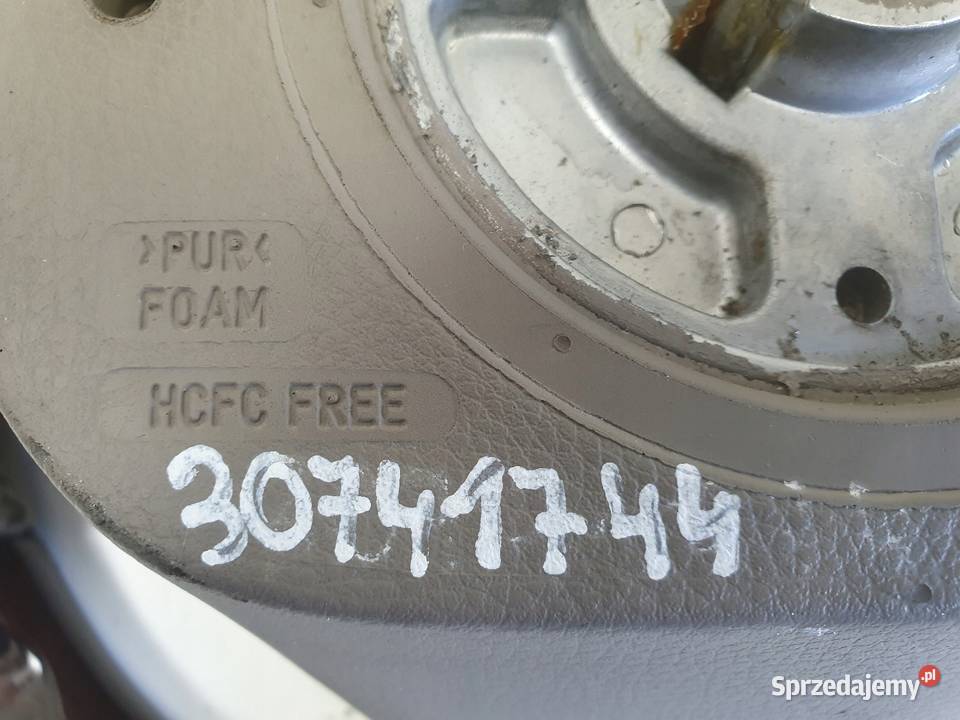 >PUR<
FOAM
HCFC FREE
30741744
Sprzedajemy.pl